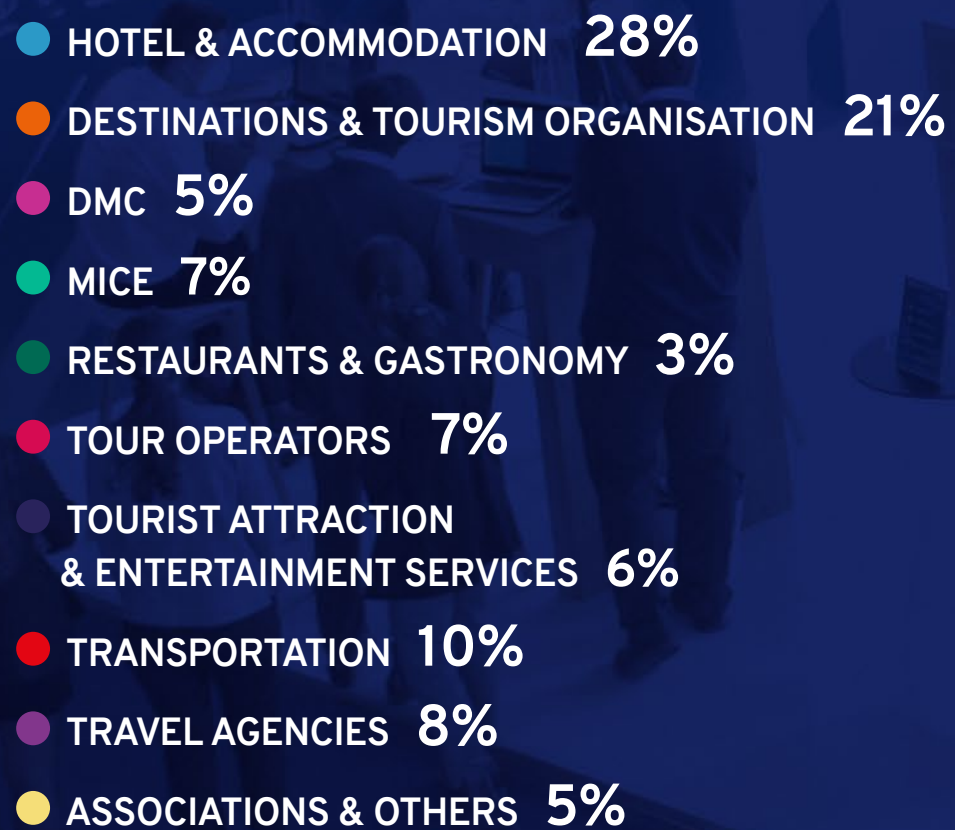 HOTEL & ACCOMMODATION 28%
DESTINATIONS & TOURISM ORGANISATION 21%
DMC 5%
MICE 7%
RESTAURANTS & GASTRONOMY 3%
TOUR OPERATORS 7%
TOURIST ATTRACTION
& ENTERTAINMENT SERVICES 6%
TRANSPORTATION 10%
TRAVEL AGENCIES 8%
ASSOCIATIONS & OTHERS 5%